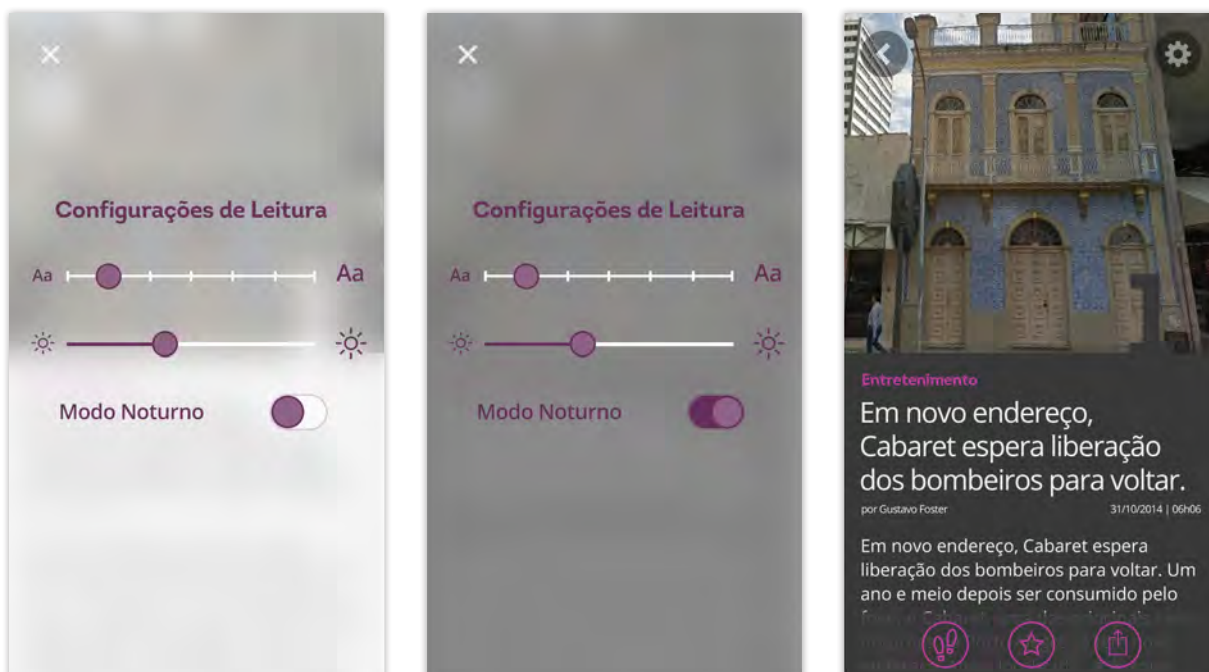 Configurações de Leitura
Aa Aa
Modo Noturno
Configurações de Leitura
Aa Aa
Modo Noturno
1
Entretenimento
Em novo endereço,
Cabaret espera liberação
dos bombeiros para voltar.
por Gustavo Foster 31/10/2014 | 06h06
Em novo endereço, Cabaret espera
liberação dos bombeiros para voltar. Um
ano e meio depois ser consumido pelo